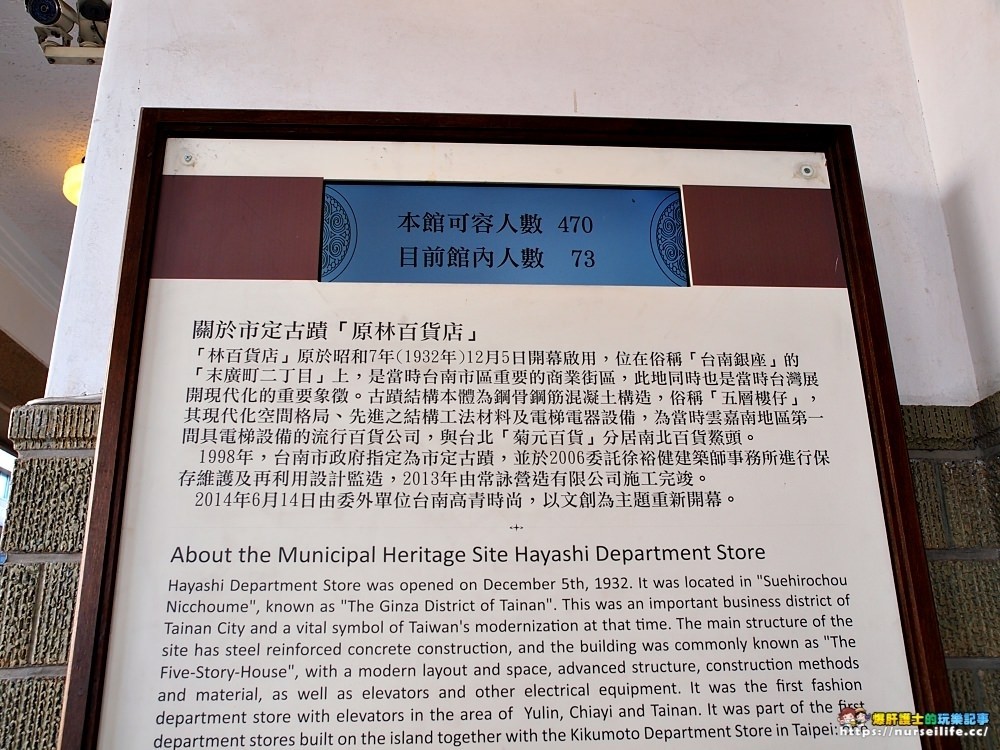 本館可容人數 470
目前館內人數 73
關於市定古蹟「原林百貨店」
「林百貨店」原於昭和7年(1932年)12月5日開幕啟用，位在俗稱「台南銀座」的
「末廣町二丁目」上，是當時台南市區重要的商業街區，此地同時也是當時台灣展
開現代化的重要象徵。古蹟結構本體為鋼骨鋼筋混凝土構造，俗稱「五層樓仔」，
其現代化空間格局、先進之結構工法材料及電梯電器設備，為當時雲嘉南地區第一
間具電梯設備的流行百貨公司，與台北「菊元百貨」分居南北百貨鰲頭。
1998年，台南市政府指定為市定古蹟，並於2006委託徐裕健建築師事務所進行保
存維護及再利用設計監造，2013年由常詠營造有限公司施工完竣。
2014年6月14日由委外單位台南高青時尚，以文創為主題重新開幕。
About the Municipal Heritage Site Hayashi Department Store
Hayashi Department Store was opened on December 5th, 1932. It was located in "Suehirochou
Nicchoume", known as "The Ginza District of Tainan". This was an important business district of
Tainan City and a vital symbol of Taiwan's modernization at that time. The main structure of the
site has steel reinforced concrete construction, and the building was commonly known as "The
Five-Story-House", with a modern layout and space, advanced structure, construction methods
and material, as well as elevators and other electrical equipment. It was the first fashion
department store with elevators in the area of Yulin, Chiayi and Tainan. It was part of the first
department stores built on the island together with the Kikumoto Department Store in Taipei:
爆肝護士的玩樂記事
https://nurseilife.cc/